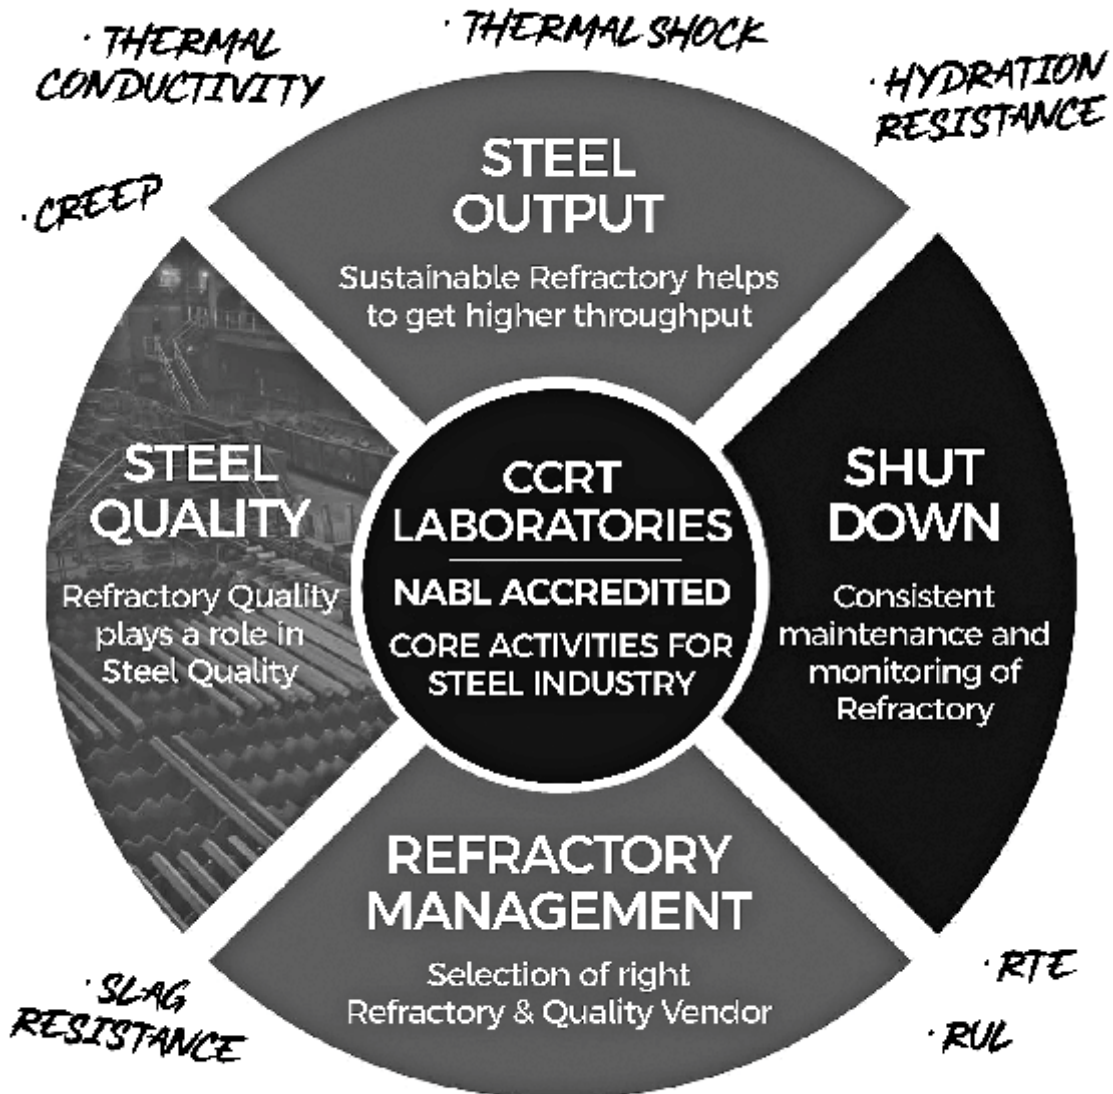 · THERMAL
CONDUCTIVITY
· THERMAL SHOCK
· HYDRATION
RESISTANCE
· CREEP
STEEL
OUTPUT
Sustainable Refractory helps
to get higher throughput
STEEL
QUALITY
Refractory Quality
plays a role in
Steel Quality
CCRT
LABORATORIES
NABL ACCREDITED
CORE ACTIVITIES FOR
STEEL INDUSTRY
SHUT
DOWN
Consistent
maintenance and
monitoring of
Refractory
REFRACTORY
MANAGEMENT
Selection of right
Refractory & Quality Vendor
· SLAG
RESISTANCE
· RTE
· RUL